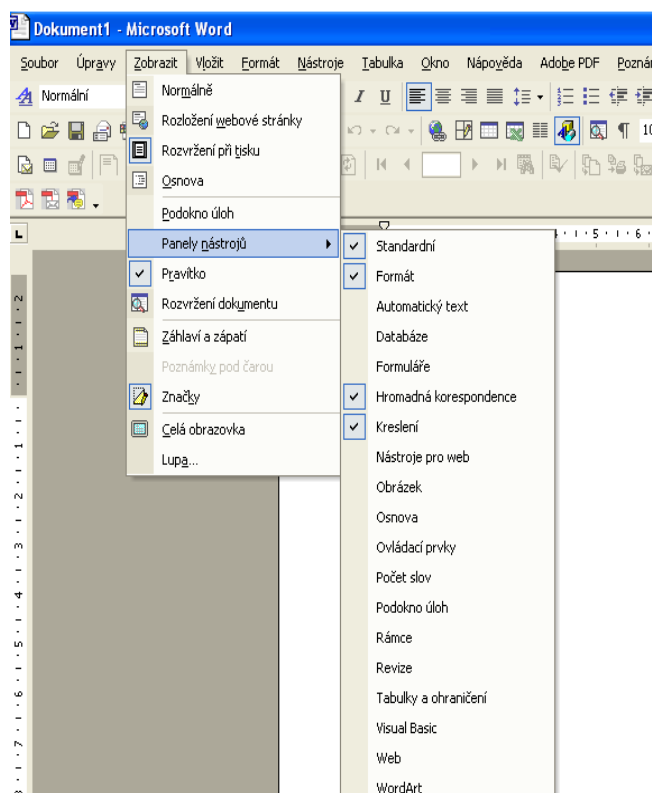 Dokument1 - Microsoft Word
Soubor Úpravy Zobrazit Vložit Formát Nástroje Tabulka Okno Nápověda Adobe PDF Poznám
Normální
I U
10
Normálně
Rozložení webové stránky
Rozvržení při tisku
Osnova
Podokno úloh
Panely nástrojů
Pravítko
Rozvržení dokumentu
Záhlaví a zápatí
Poznámky pod čarou
Značky
Celá obrazovka
Lupa...
Standardní
Formát
Automatický text
Databáze
Formuláře
Hromadná korespondence
Kreslení
Nástroje pro web
Obrázek
Osnova
Ovládací prvky
Počet slov
Podokno úloh
Rámce
Revize
Tabulky a ohraničení
Visual Basic
Web
WordArt